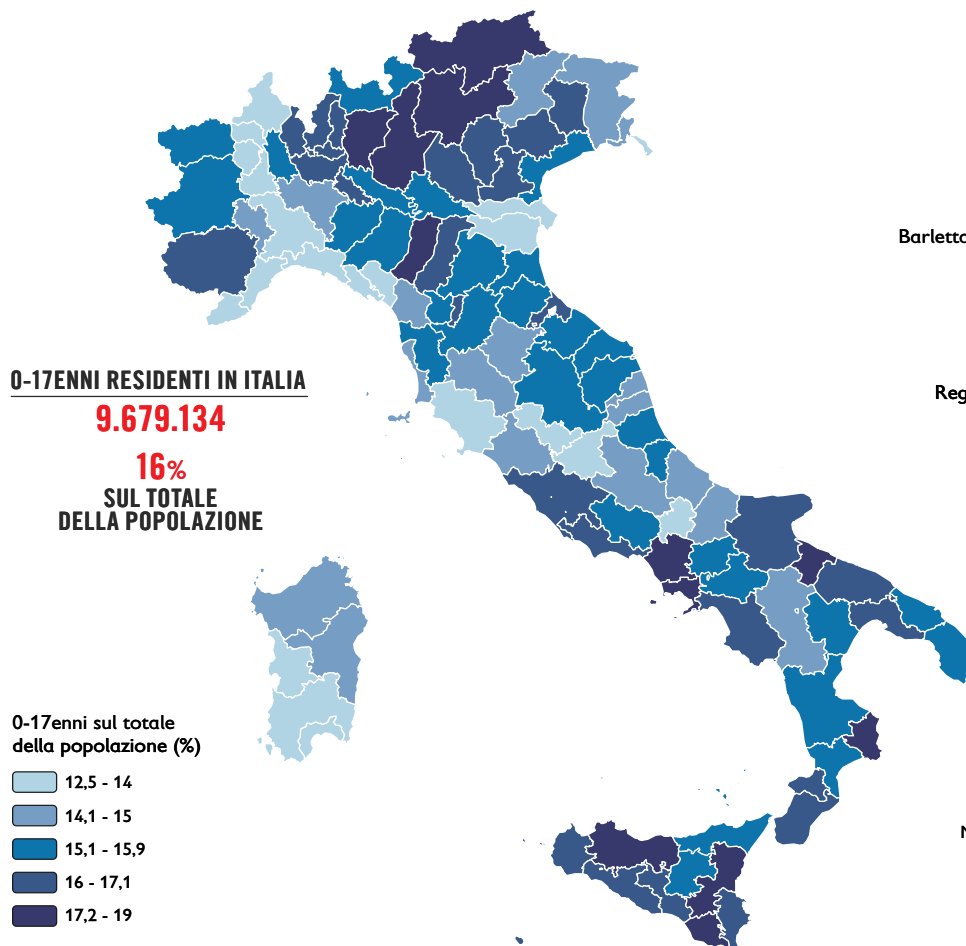 Barletta
Reg
0-17ENNI RESIDENTI IN ITALIA
9.679.134
16%
SUL TOTALE
DELLA POPOLAZIONE
0-17enni sul totale
della popolazione (%)
12,5 - 14
14,1 - 15
15,1 - 15,9
16 - 17,1
17,2 - 19